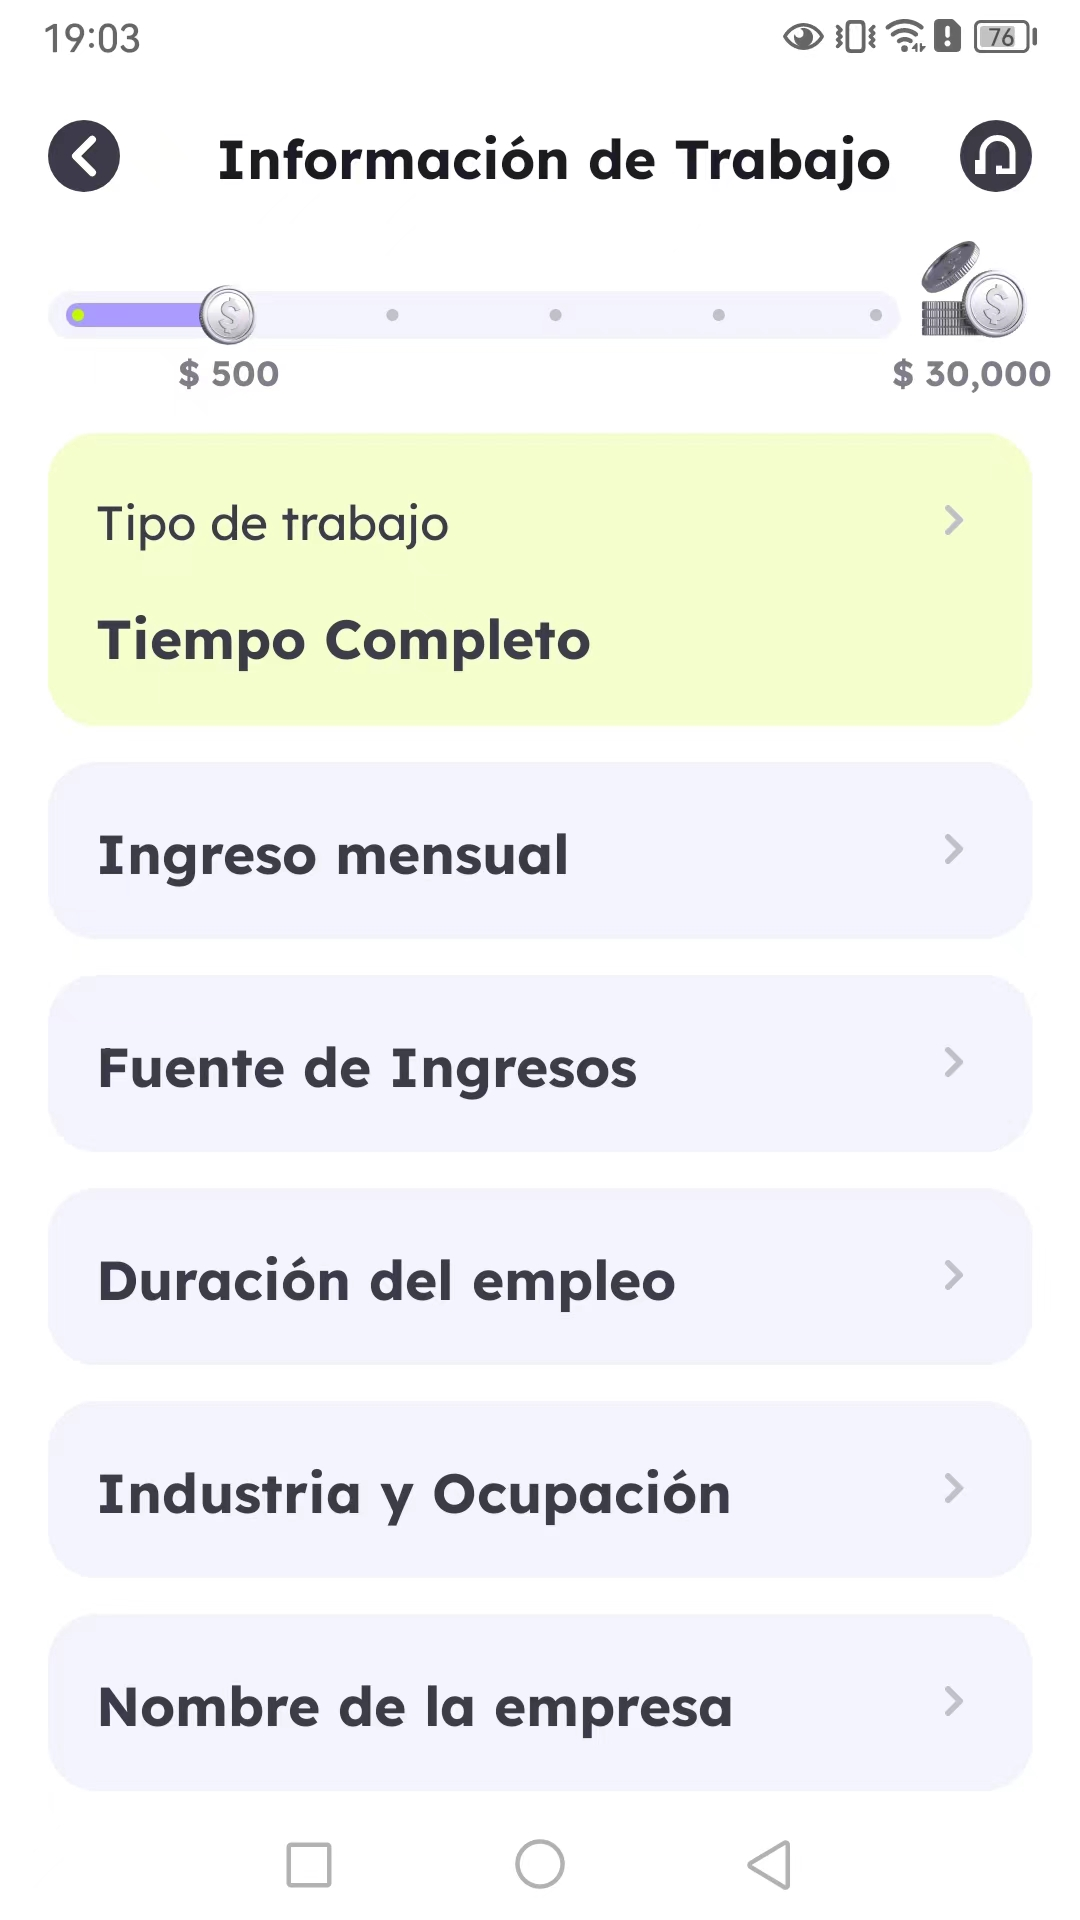 19:03
76
Información de Trabajo
$ 500
$ 30,000
Tipo de trabajo
Tiempo Completo
Ingreso mensual
Fuente de Ingresos
Duración del empleo
Industria y Ocupación
Nombre de la empresa